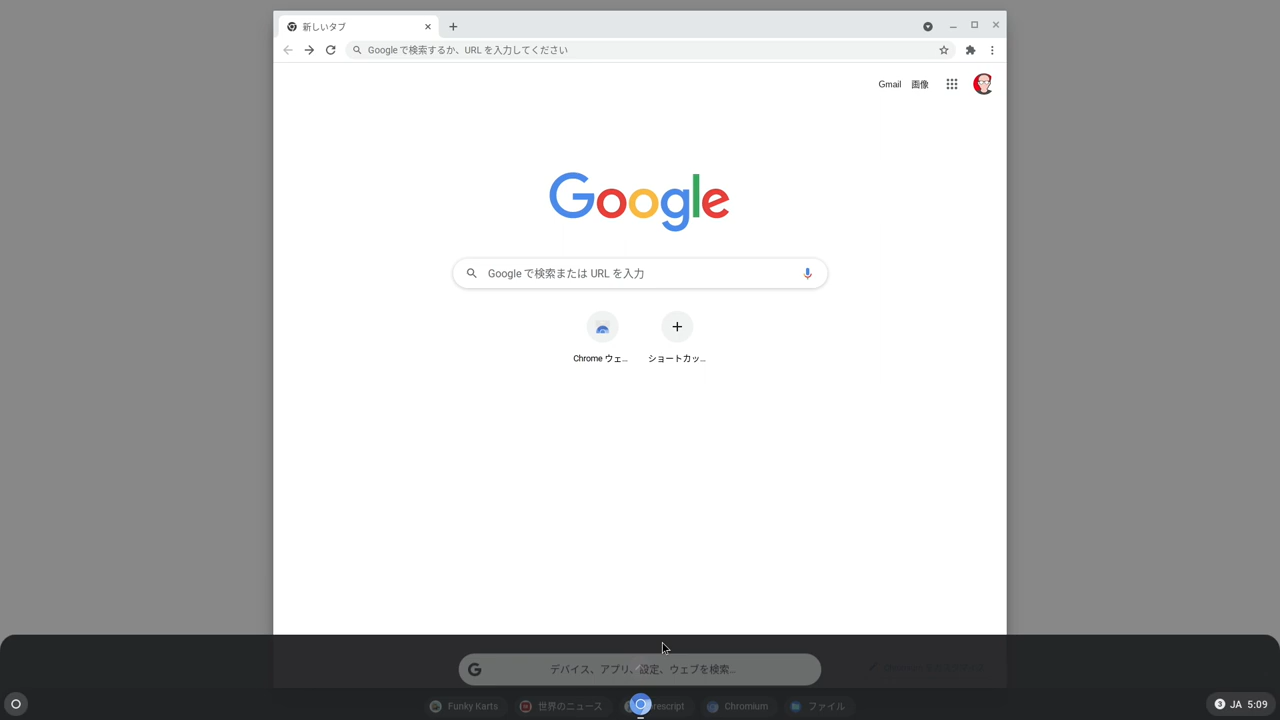 新しいタブ
Google で検索するか、URL を入力してください
Gmail 画像
Google
Google で検索または URL を入力
Chrome ウェ… ショートカッ…
デバイス、アプリ、設定、ウェブを検索…
Funky Karts 世界のニュース Chromium ファイル
3 JA 5:09